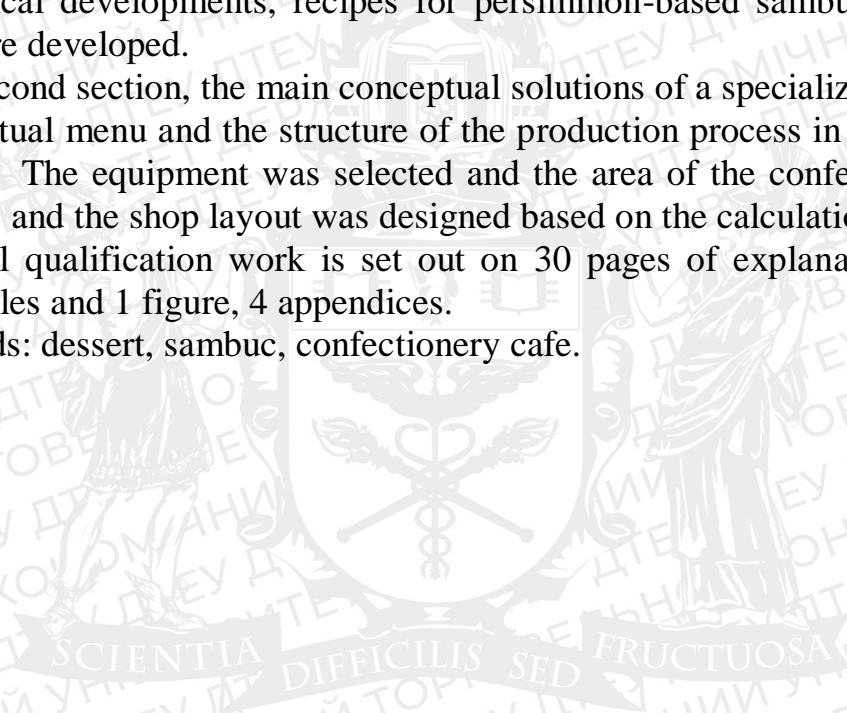 cal developments, recipes for persimmon-based sambu
re developed.
cond section, the main conceptual solutions of a specializ
tual menu and the structure of the production process in
The equipment was selected and the area of the confe
and the shop layout was designed based on the calculatio
l qualification work is set out on 30 pages of explana
les and 1 figure, 4 appendices.
ds: dessert, sambuc, confectionery cafe.
SCIENTIA DIFFICILIS SED FRUCTUOSA